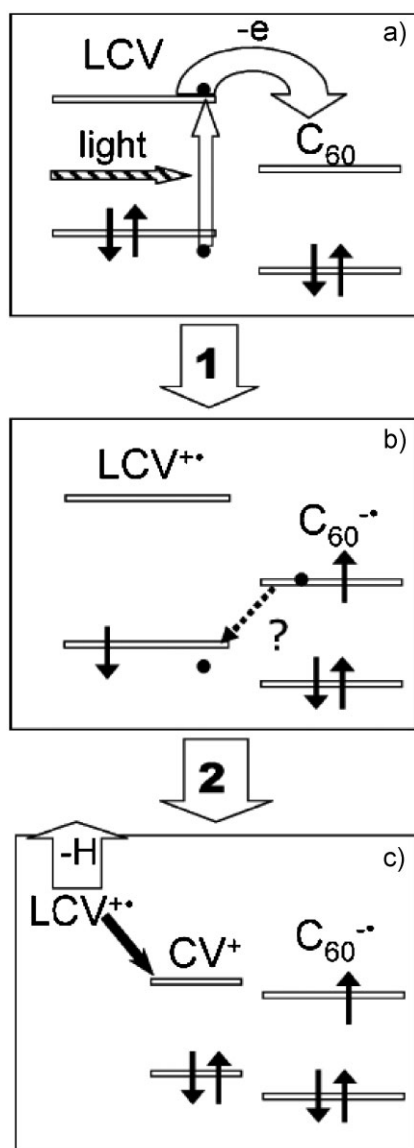 a)
-e
LCV
C₆₀
light
1
b)
LCV⁺•
C₆₀⁻•
?
2
c)
-H
LCV⁺•
CV⁺
C₆₀⁻•